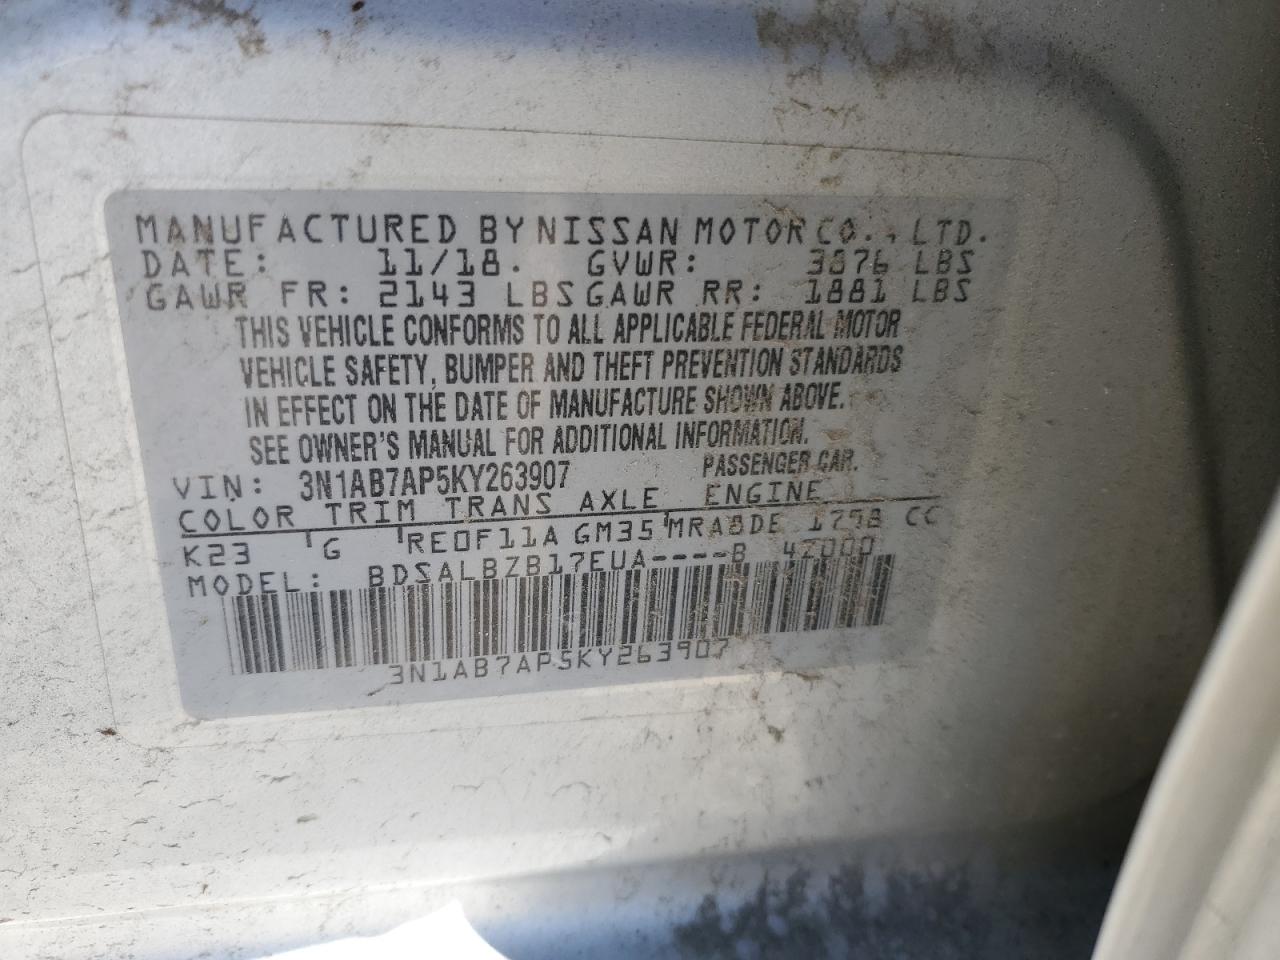 MANUFACTURED BY NISSAN MOTOR CO., LTD.
DATE: 11/18. GVWR: 3876 LBS
GAWR FR: 2143 LBS GAWR RR: 1881 LBS
THIS VEHICLE CONFORMS TO ALL APPLICABLE FEDERAL MOTOR
VEHICLE SAFETY, BUMPER AND THEFT PREVENTION STANDARDS
IN EFFECT ON THE DATE OF MANUFACTURE SHOWN ABOVE.
SEE OWNER'S MANUAL FOR ADDITIONAL INFORMATION.
VIN: 3N1AB7AP5KY263907 PASSENGER CAR.
COLOR TRIM TRANS AXLE ENGINE
K23 G RE0F11A GM35 MRA8DE 1798 CC
MODEL: BDSALBZB17EUA----B 47000
3N1AB7AP5KY263907